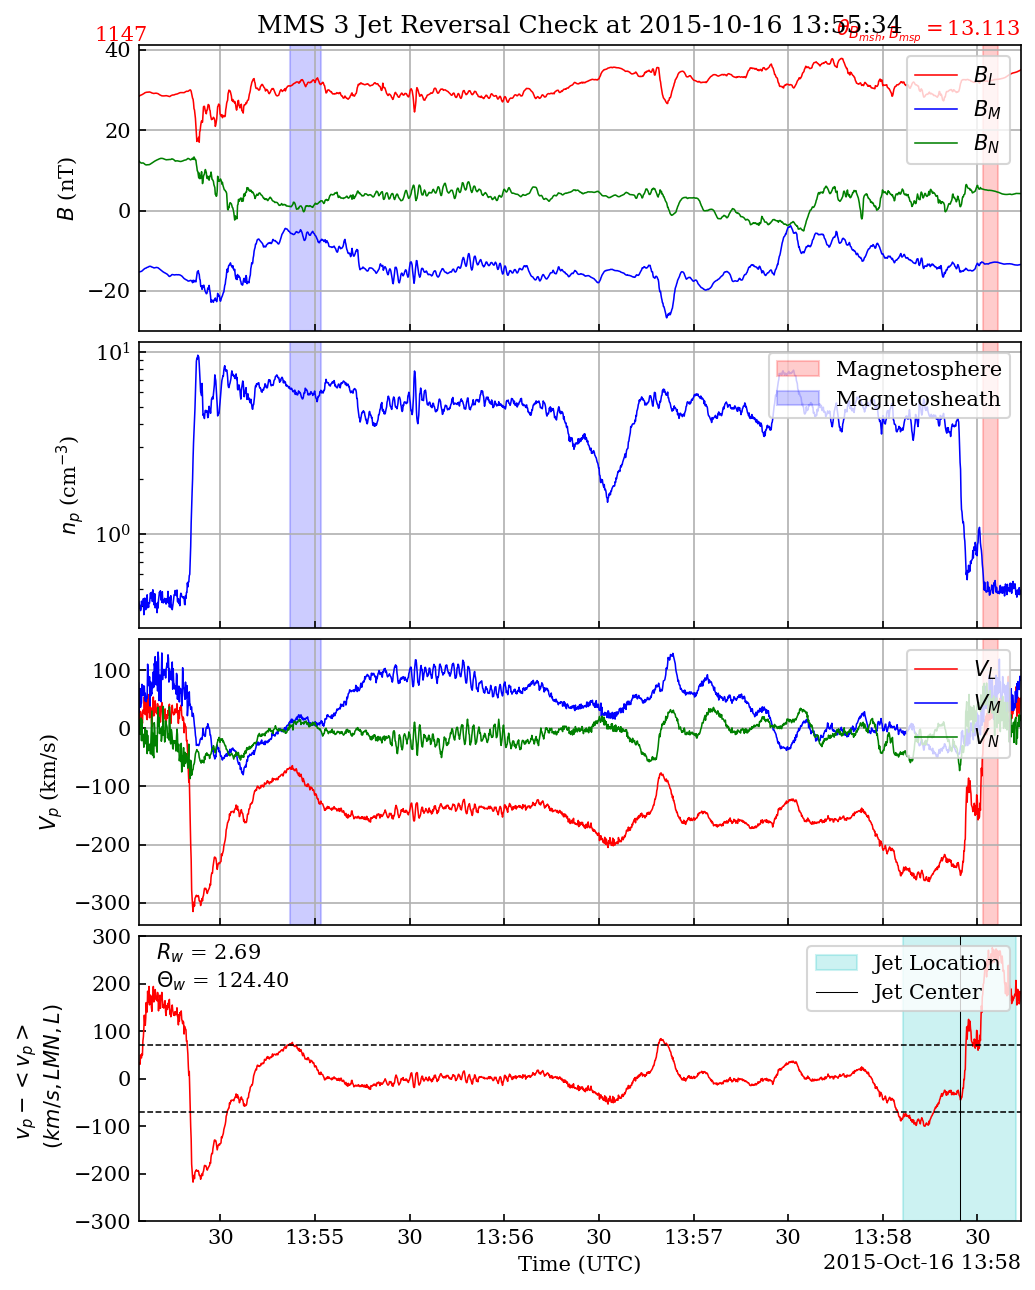 MMS 3 Jet Reversal Check at 2015-10-16 13:55:34
1147
θ_{B_{msh}, B_{msp}} = 13.113
40
20
0
−20
B (nT)
B_L
B_M
B_N
10^1
10^0
n_p (cm^{−3})
Magnetosphere
Magnetosheath
100
0
−100
−200
−300
V_p (km/s)
V_L
V_M
V_N
300
200
100
0
−100
−200
−300
v_p − <v_p>
(km/s, LMN, L)
R_w = 2.69
Θ_w = 124.40
Jet Location
Jet Center
30 13:55 30 13:56 30 13:57 30 13:58 30
Time (UTC)
2015-Oct-16 13:58